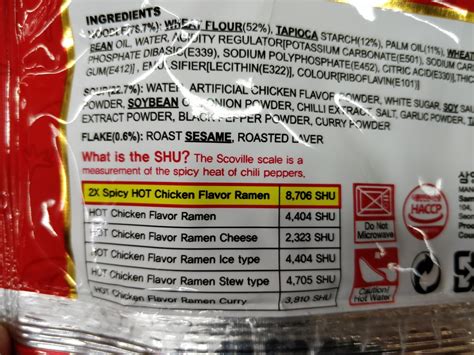 INGREDIENTS
NOODLE(76.7%): WHEAT FLOUR(52%), TAPIOCA STARCH(12%), PALM OIL(11%), WHEAT
BEAN OIL, WATER, ACIDITY REGULATOR[POTASSIUM CARBONATE(E501), SODIUM CAR
PHOSPHATE DIBASIC(E339), SODIUM POLYPHOSPHATE(E452), CITRIC ACID(E330)],
GUM(E412)], EMULSIFIER[LECITHIN(E322)], COLOUR[RIBOFLAVIN(E101)]
SOUP(22.7%): WATER, ARTIFICIAL CHICKEN FLAVOR POWDER, WHITE SUGAR, SOY
POWDER, SOYBEAN ONION POWDER, CHILLI EXTRACT SALT, GARLIC POWDER,
EXTRACT POWDER, BLACK PEPPER POWDER, CURRY POWDER
FLAKE(0.6%): ROAST SESAME, ROASTED LAVER
What is the SHU? The Scoville scale is a
measurement of the spicy heat of chili peppers.
2X Spicy HOT Chicken Flavor Ramen 8,706 SHU
HOT Chicken Flavor Ramen 4,404 SHU
HOT Chicken Flavor Ramen Cheese 2,323 SHU
HOT Chicken Flavor Ramen Ice type 4,404 SHU
HOT Chicken Flavor Ramen Stew type 4,705 SHU
HOT Chicken Flavor Ramen Curry 3,810 SHU
Do Not
Microwave
HACCP
Caution!
Hot Water
삼양